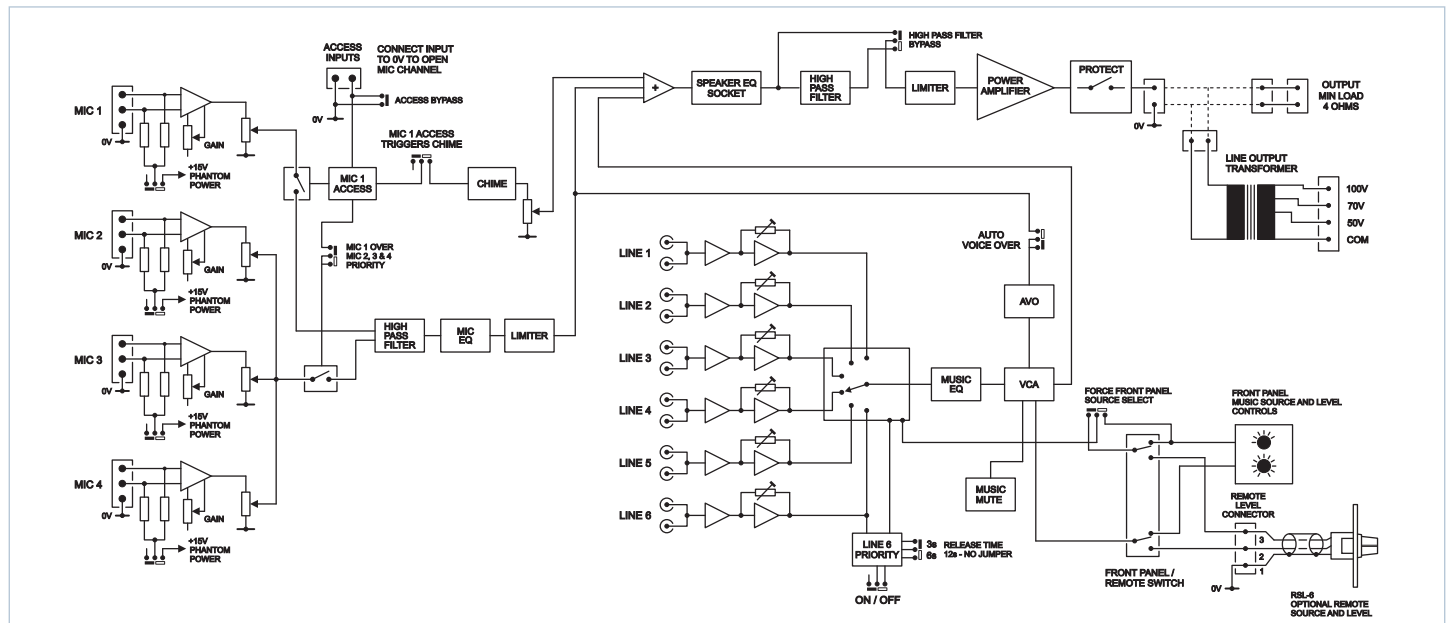 ACCESS
INPUTS
CONNECT INPUT
TO 0V TO OPEN
MIC CHANNEL
ACCESS BYPASS
0V
MIC 1
0V
GAIN
+15V
PHANTOM
POWER
MIC 1 ACCESS
TRIGGERS CHIME
MIC 1
ACCESS
CHIME
MIC 2
0V
GAIN
+15V
PHANTOM
POWER
MIC 1 OVER
MIC 2, 3 & 4
PRIORITY
MIC 3
0V
GAIN
+15V
PHANTOM
POWER
HIGH
PASS
FILTER
MIC
EQ
LIMITER
MIC 4
0V
GAIN
+15V
PHANTOM
POWER
+
SPEAKER EQ
SOCKET
HIGH
PASS
FILTER
HIGH PASS FILTER
BYPASS
LIMITER
POWER
AMPLIFIER
PROTECT
0V
OUTPUT
MIN LOAD
4 OHMS
LINE OUTPUT
TRANSFORMER
100V
70V
50V
COM
LINE 1
LINE 2
LINE 3
LINE 4
LINE 5
LINE 6
AUTO
VOICE OVER
AVO
MUSIC
EQ
VCA
MUSIC
MUTE
LINE 6
PRIORITY
3s
6s
RELEASE TIME
12s - NO JUMPER
ON / OFF
FORCE FRONT PANEL
SOURCE SELECT
FRONT PANEL
MUSIC SOURCE AND LEVEL
CONTROLS
FRONT PANEL /
REMOTE SWITCH
REMOTE
LEVEL
CONNECTOR
3
2
1
0V
RSL-6
OPTIONAL REMOTE
SOURCE AND LEVEL